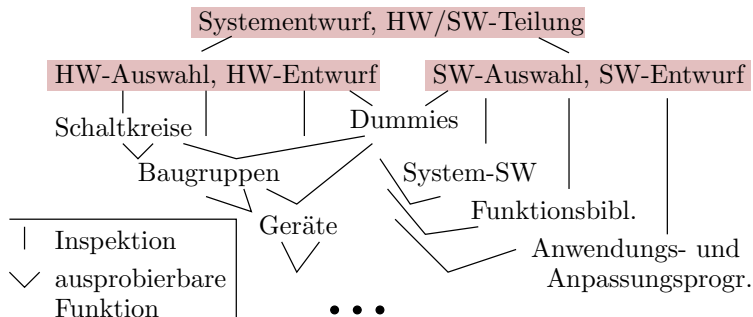 Systementwurf, HW/SW-Teilung
HW-Auswahl, HW-Entwurf
SW-Auswahl, SW-Entwurf
Schaltkreise
Dummies
Baugruppen
System-SW
Geräte
Funktionsbibl.
Inspektion
Anwendungs- und
Anpassungsprogr.
ausprobierbare
Funktion